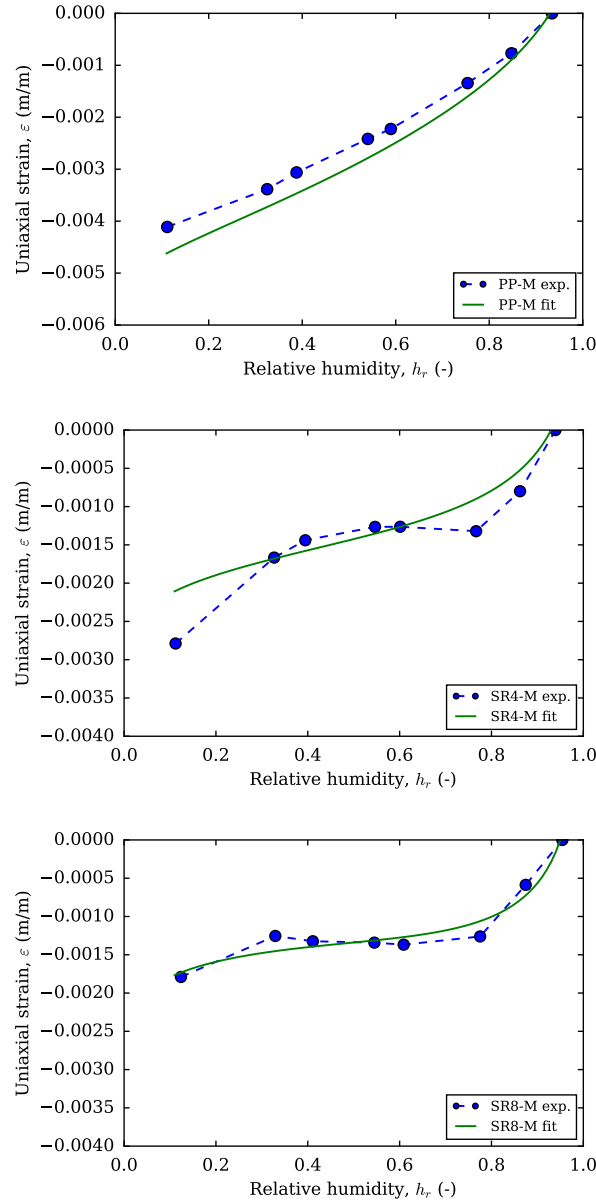 0.000
−0.001
−0.002
−0.003
−0.004
−0.005
−0.006
Uniaxial strain, ε (m/m)
PP-M exp.
PP-M fit
0.0 0.2 0.4 0.6 0.8 1.0
Relative humidity, hᵣ (-)
0.0000
−0.0005
−0.0010
−0.0015
−0.0020
−0.0025
−0.0030
−0.0035
−0.0040
Uniaxial strain, ε (m/m)
SR4-M exp.
SR4-M fit
0.0 0.2 0.4 0.6 0.8 1.0
Relative humidity, hᵣ (-)
0.0000
−0.0005
−0.0010
−0.0015
−0.0020
−0.0025
−0.0030
−0.0035
−0.0040
Uniaxial strain, ε (m/m)
SR8-M exp.
SR8-M fit
0.0 0.2 0.4 0.6 0.8 1.0
Relative humidity, hᵣ (-)